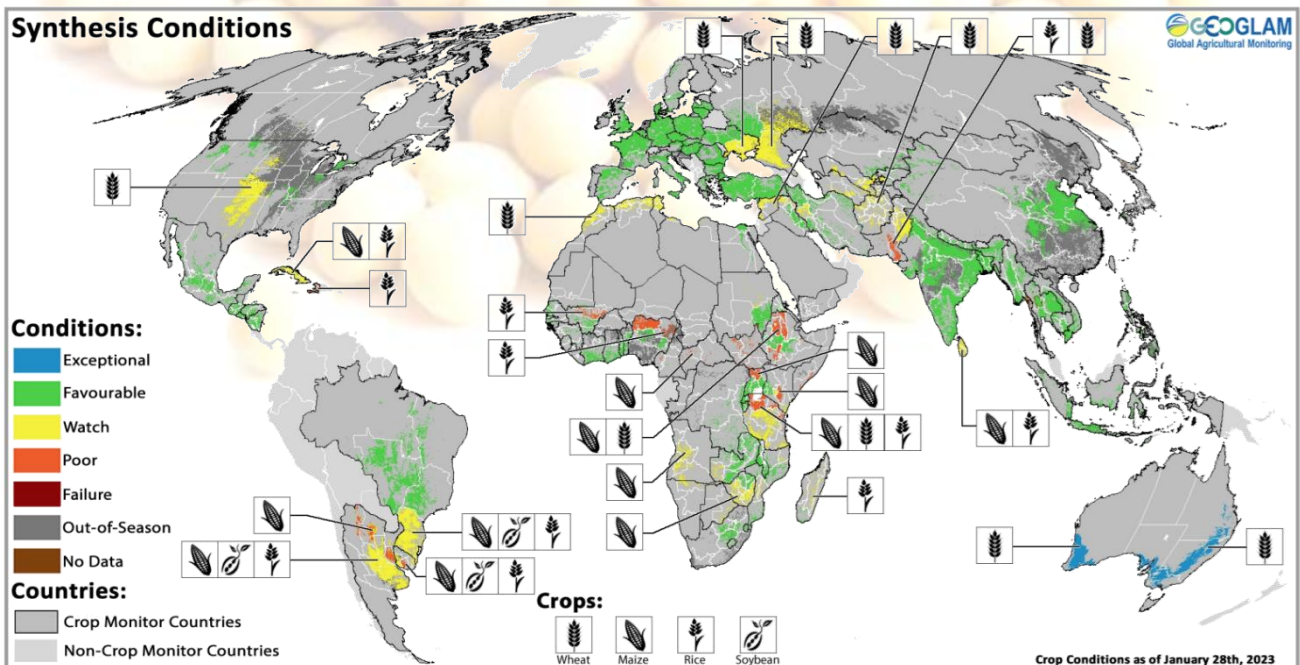 Synthesis Conditions
GEOGLAM
Global Agricultural Monitoring
Conditions:
Exceptional
Favourable
Watch
Poor
Failure
Out-of-Season
No Data
Countries:
Crop Monitor Countries
Non-Crop Monitor Countries
Crops:
Wheat
Maize
Rice
Soybean
Crop Conditions as of January 28th, 2023